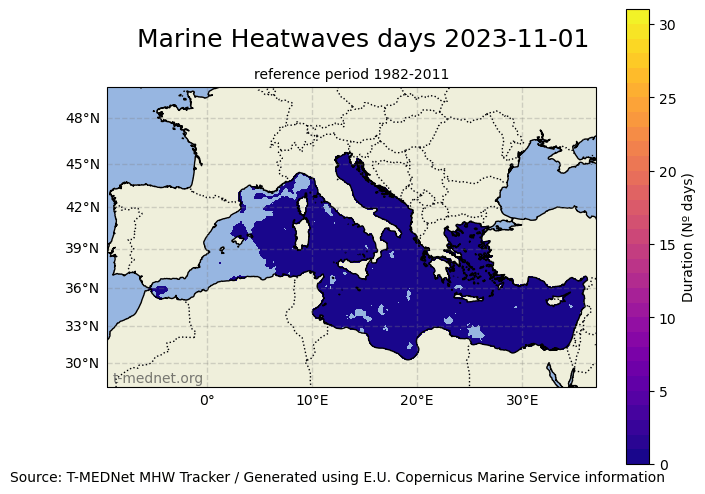 Marine Heatwaves days 2023-11-01
reference period 1982-2011
48°N
45°N
42°N
39°N
36°N
33°N
30°N
t-mednet.org
0°
10°E
20°E
30°E
30
25
20
15
10
5
0
Duration (Nº days)
Source: T-MEDNet MHW Tracker / Generated using E.U. Copernicus Marine Service information